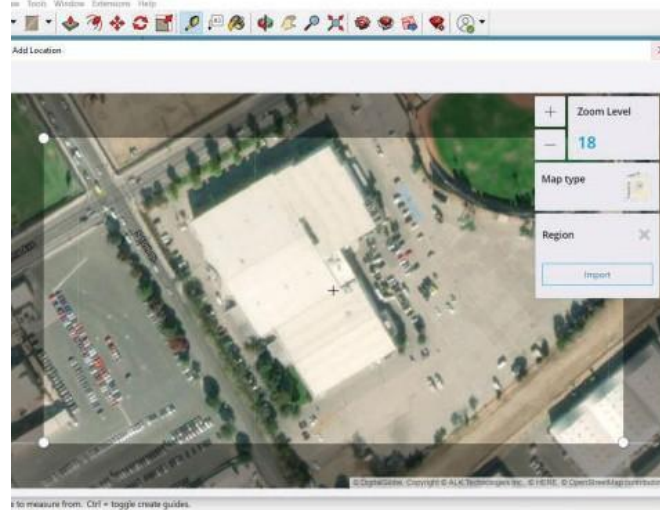 Tools Window Extensions Help
Add Location
Zoom Level
18
Map type
Region
Import
© DigitalGlobe, Copyright © ALK Technologies Inc, © HERE, © OpenStreetMap contributors
e to measure from. Ctrl = toggle create guides.